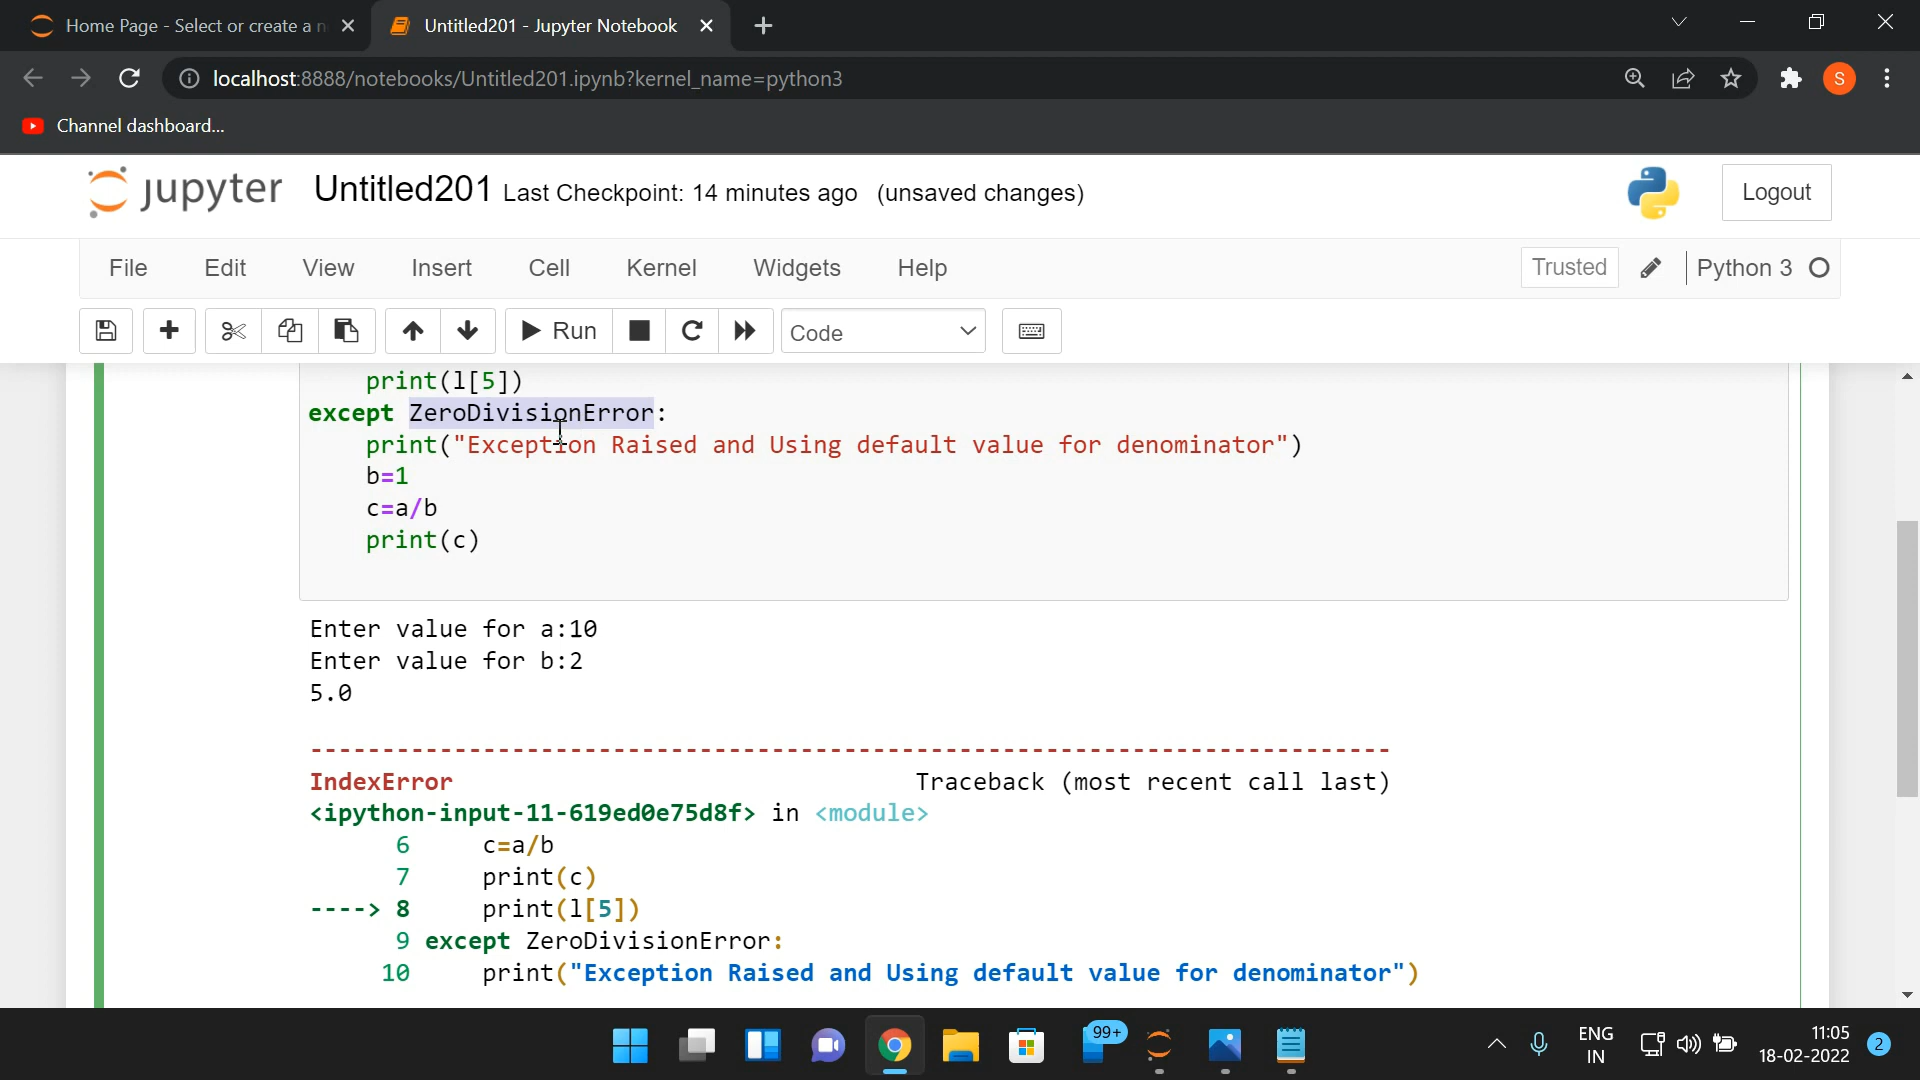 Home Page - Select or create a n
Untitled201 - Jupyter Notebook
localhost:8888/notebooks/Untitled201.ipynb?kernel_name=python3
S
Channel dashboard...
jupyter Untitled201 Last Checkpoint: 14 minutes ago (unsaved changes)
Logout
File Edit View Insert Cell Kernel Widgets Help
Trusted
Python 3
Run
Code
print(l[5])
except ZeroDivisionError:
print("Exception Raised and Using default value for denominator")
b=1
c=a/b
print(c)
Enter value for a:10
Enter value for b:2
5.0
---------------------------------------------------------------------------
IndexError Traceback (most recent call last)
<ipython-input-11-619ed0e75d8f> in <module>
6 c=a/b
7 print(c)
----> 8 print(l[5])
9 except ZeroDivisionError:
10 print("Exception Raised and Using default value for denominator")
99+
ENG
IN
11:05
18-02-2022
2